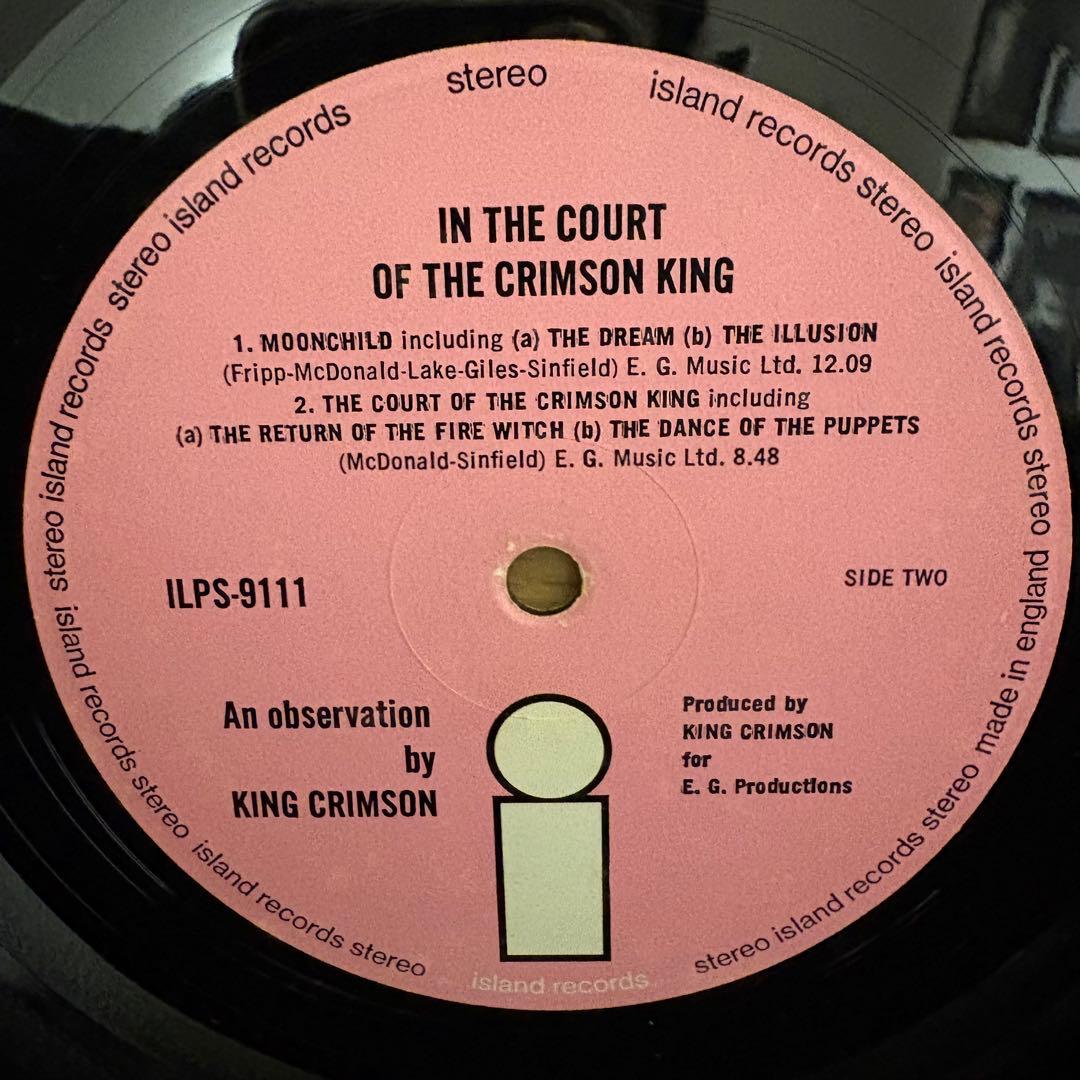 stereo
island records stereo island records stereo made in england
stereo island records stereo island records
IN THE COURT
OF THE CRIMSON KING
1. MOONCHILD including (a) THE DREAM (b) THE ILLUSION
(Fripp-McDonald-Lake-Giles-Sinfield) E. G. Music Ltd. 12.09
2. THE COURT OF THE CRIMSON KING including
(a) THE RETURN OF THE FIRE WITCH (b) THE DANCE OF THE PUPPETS
(McDonald-Sinfield) E. G. Music Ltd. 8.48
ILPS-9111
SIDE TWO
An observation
by
KING CRIMSON
Produced by
KING CRIMSON
for
E. G. Productions
i
island records stereo island records stereo
island records
stereo island records stereo